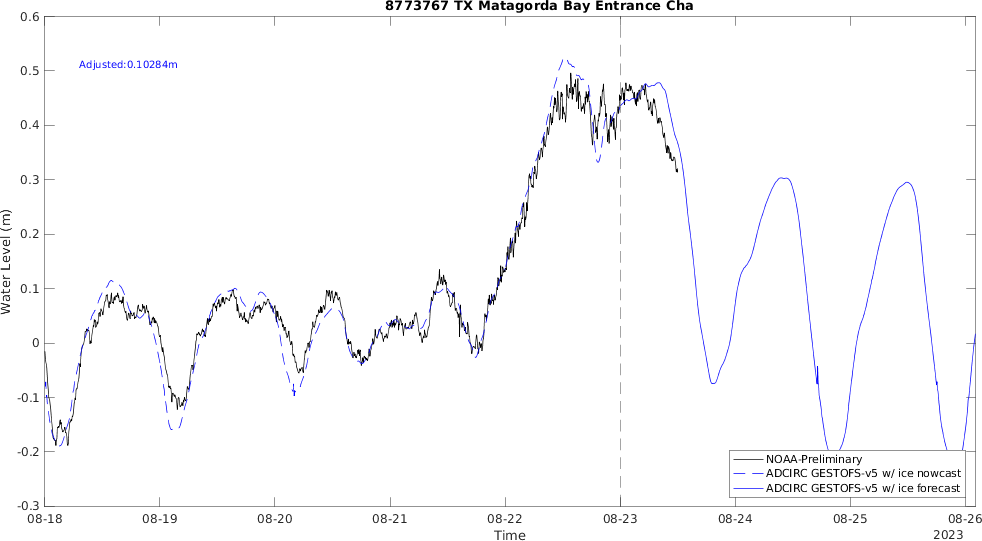 8773767 TX Matagorda Bay Entrance Cha
0.6
0.5
0.4
0.3
0.2
0.1
0
-0.1
-0.2
-0.3
Water Level (m)
Adjusted:0.10284m
NOAA-Preliminary
ADCIRC GESTOFS-v5 w/ ice nowcast
ADCIRC GESTOFS-v5 w/ ice forecast
08-18 08-19 08-20 08-21 08-22 08-23 08-24 08-25 08-26
Time
2023